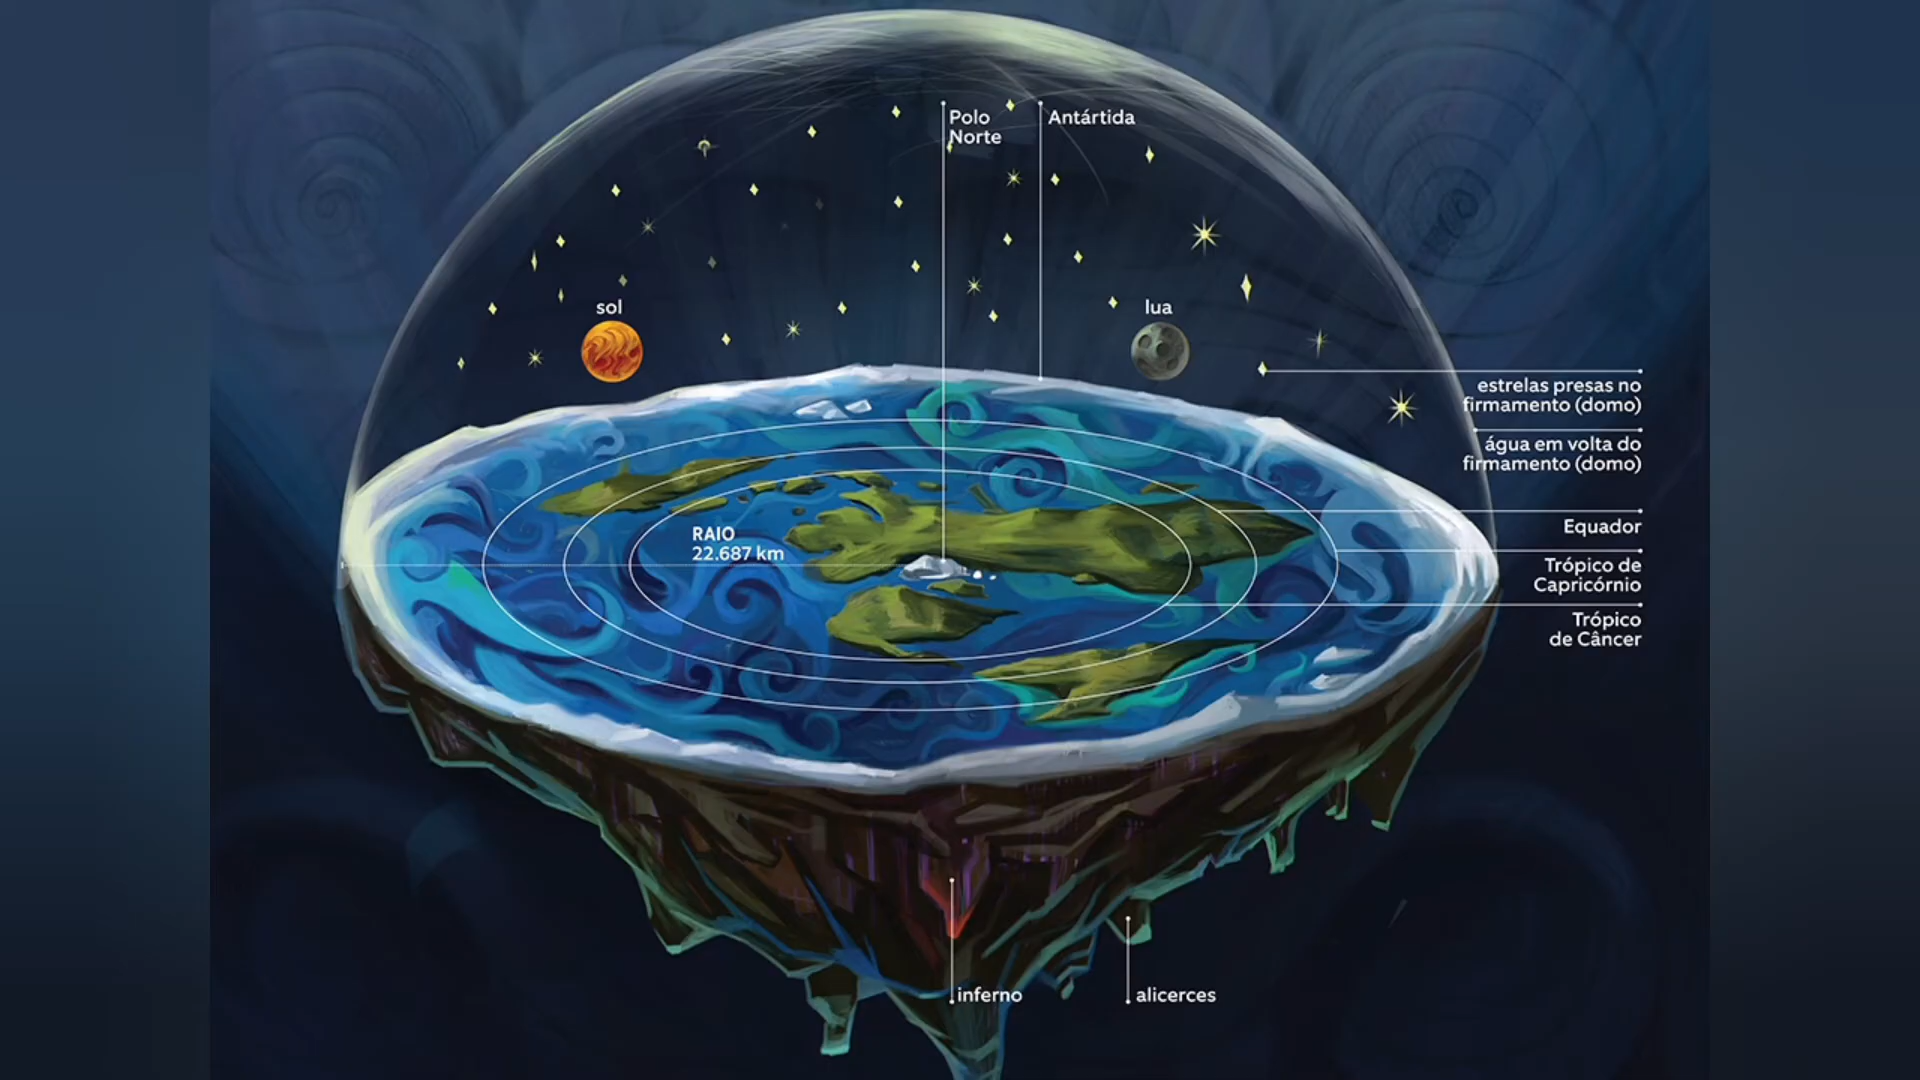 Polo
Norte
Antártida
sol
lua
estrelas presas no
firmamento (domo)
água em volta do
firmamento (domo)
Equador
RAIO
22.687 km
Trópico de
Capricórnio
Trópico
de Câncer
inferno
alicerces